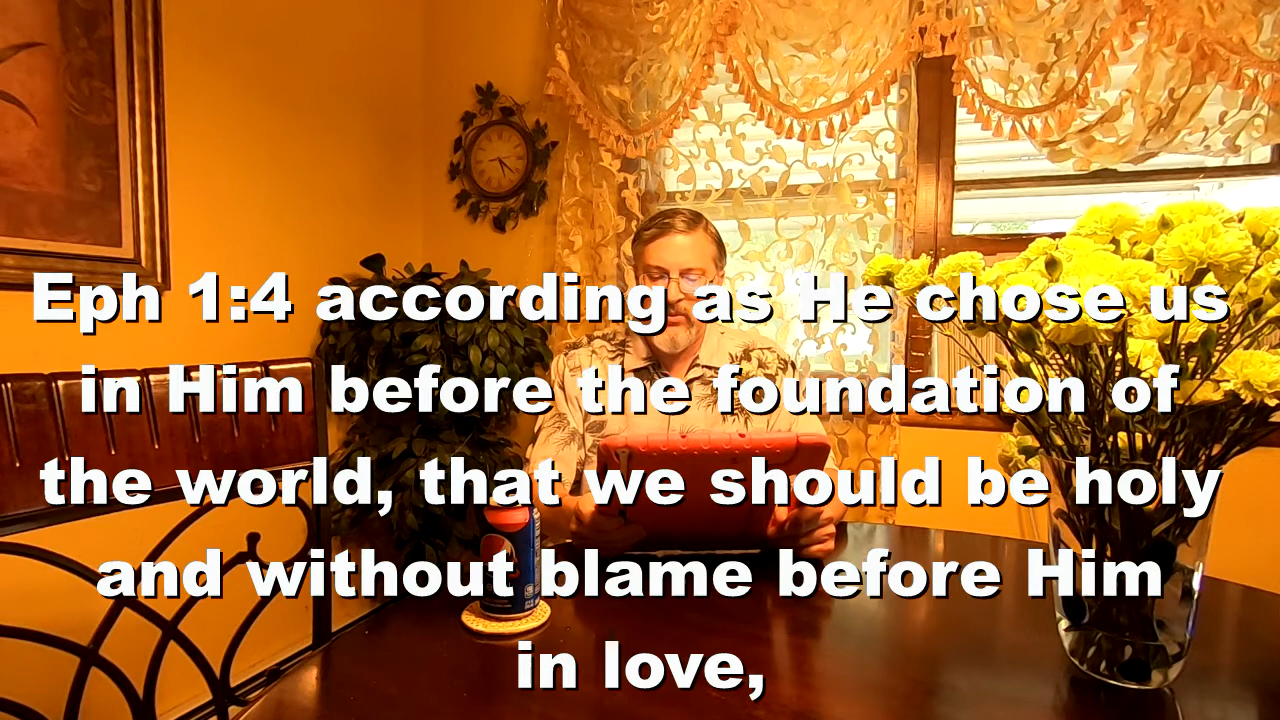 Eph 1:4 according as He chose us
in Him before the foundation of
the world, that we should be holy
and without blame before Him
in love,